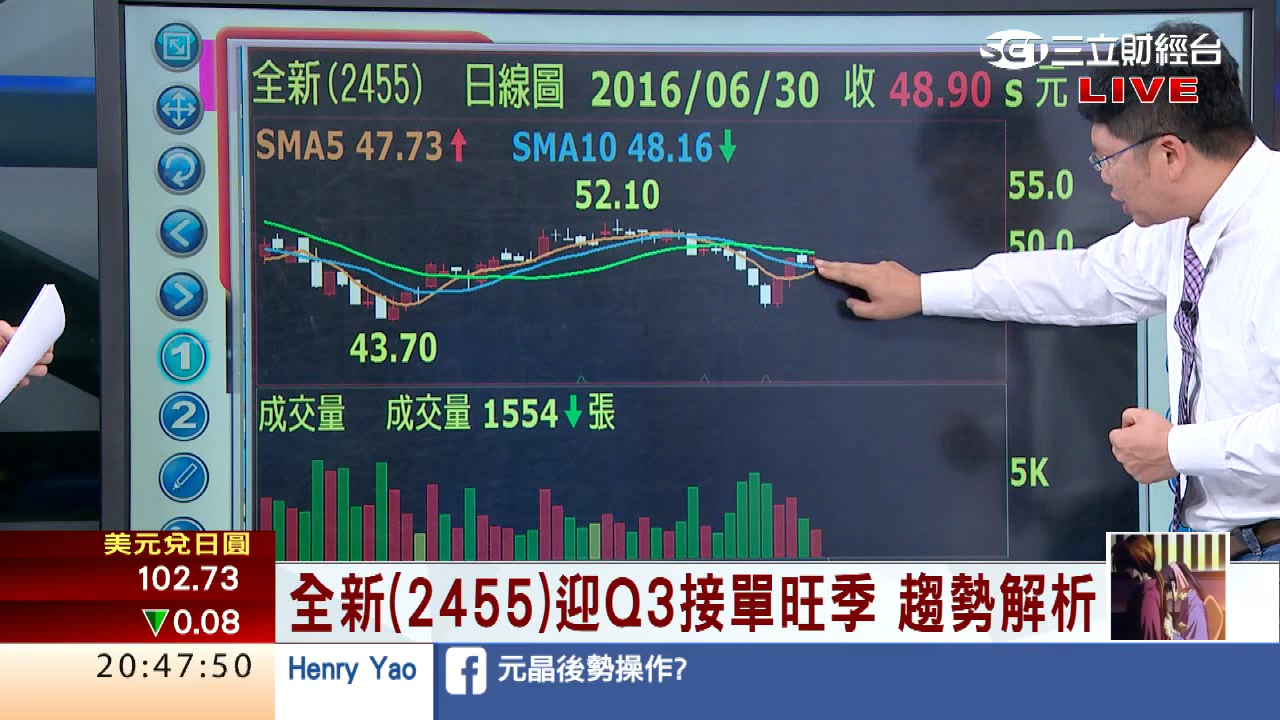 SET 三立財經台
LIVE
全新(2455) 日線圖 2016/06/30 收 48.90 s 元
SMA5 47.73↑ SMA10 48.16↓
52.10
55.0
50.0
43.70
成交量 成交量 1554↓張
5K
1
2
美元兌日圓
102.73
▼0.08
全新(2455)迎Q3接單旺季 趨勢解析
20:47:50
Henry Yao
f 元晶後勢操作?